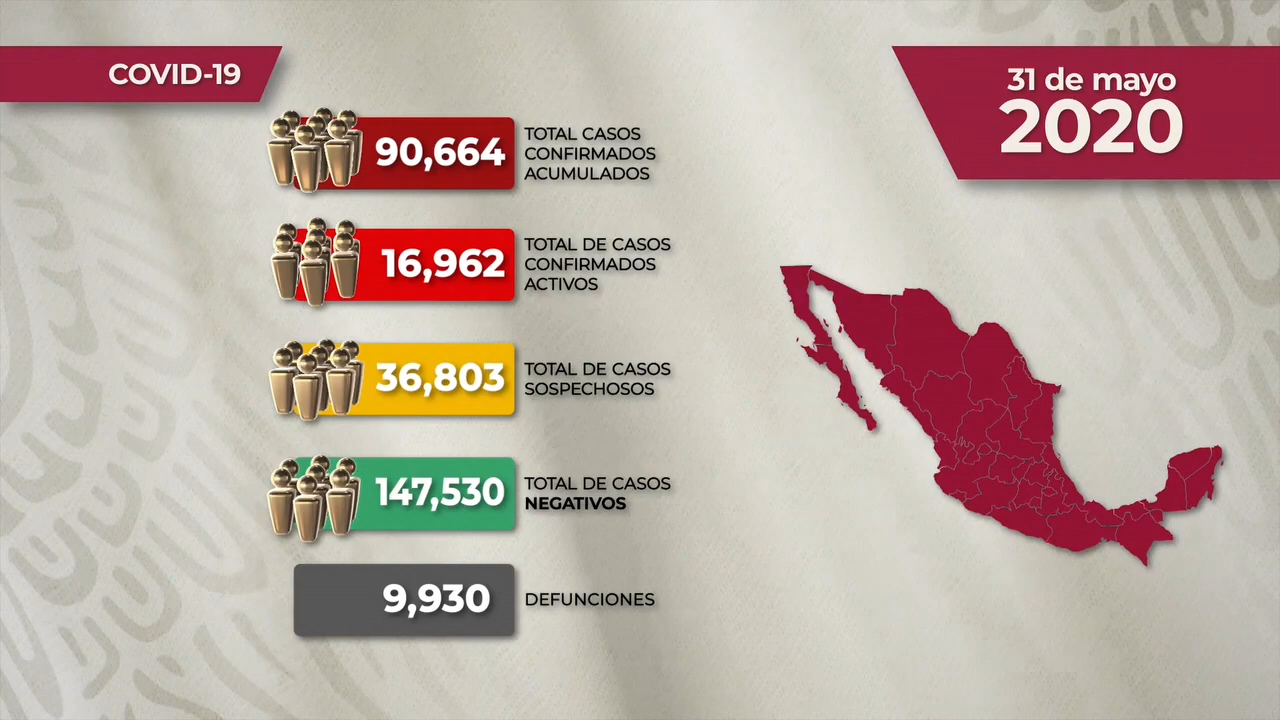 COVID-19
31 de mayo
2020
90,664
TOTAL CASOS
CONFIRMADOS
ACUMULADOS
16,962
TOTAL DE CASOS
CONFIRMADOS
ACTIVOS
36,803
TOTAL DE CASOS
SOSPECHOSOS
147,530
TOTAL DE CASOS
NEGATIVOS
9,930
DEFUNCIONES